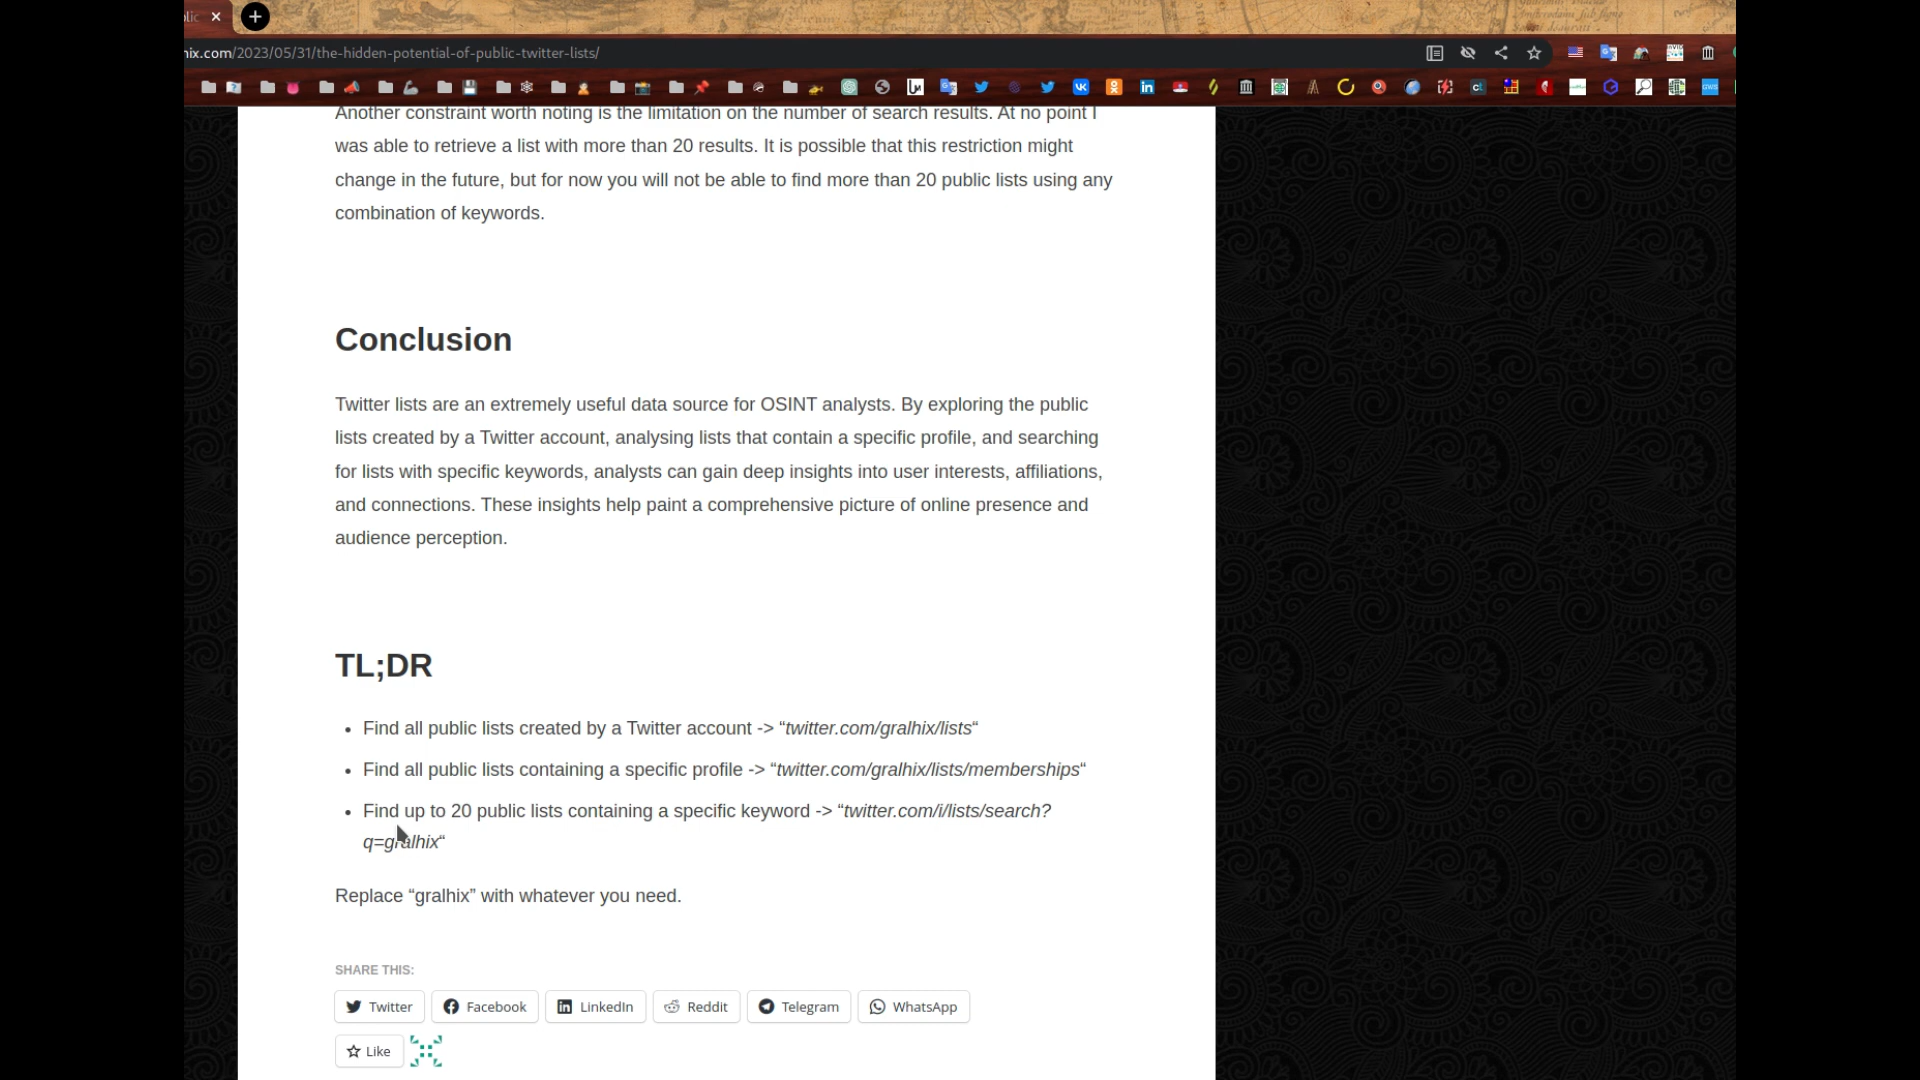 lic
ix.com/2023/05/31/the-hidden-potential-of-public-twitter-lists/
Another constraint worth noting is the limitation on the number of search results. At no point I
was able to retrieve a list with more than 20 results. It is possible that this restriction might
change in the future, but for now you will not be able to find more than 20 public lists using any
combination of keywords.
Conclusion
Twitter lists are an extremely useful data source for OSINT analysts. By exploring the public
lists created by a Twitter account, analysing lists that contain a specific profile, and searching
for lists with specific keywords, analysts can gain deep insights into user interests, affiliations,
and connections. These insights help paint a comprehensive picture of online presence and
audience perception.
TL;DR
• Find all public lists created by a Twitter account -> “twitter.com/gralhix/lists“
• Find all public lists containing a specific profile -> “twitter.com/gralhix/lists/memberships“
• Find up to 20 public lists containing a specific keyword -> “twitter.com/i/lists/search?
q=gralhix“
Replace “gralhix” with whatever you need.
SHARE THIS:
Twitter Facebook LinkedIn Reddit Telegram WhatsApp
Like